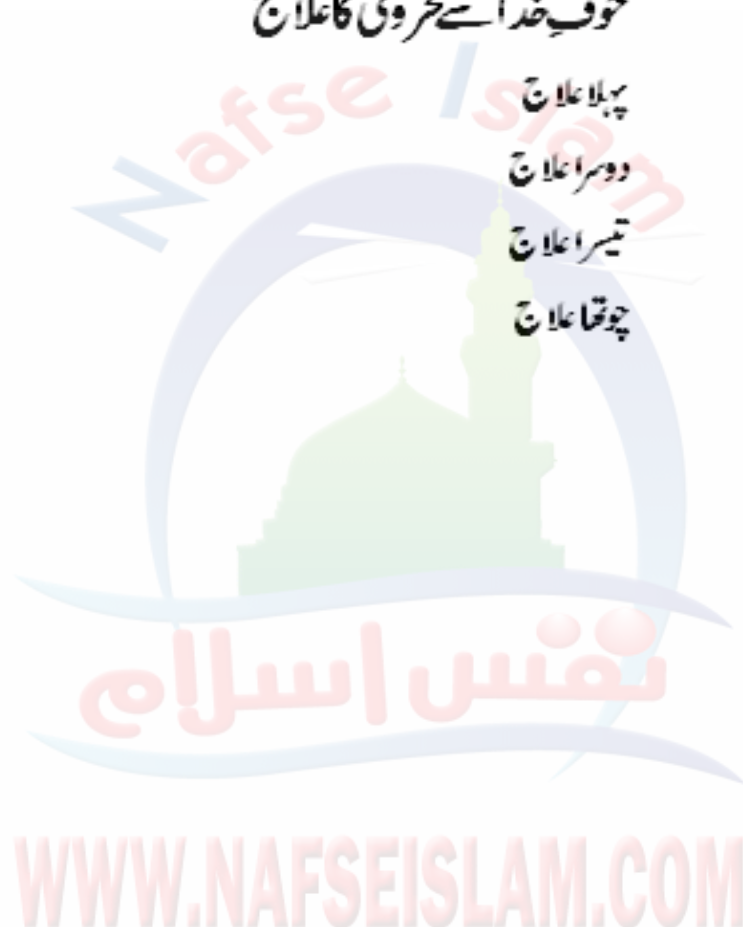 خوفِ خدا سے محرومی کا علاج
پہلا علاج
دوسرا علاج
تیسرا علاج
چوتھا علاج
Nafse Islam
نفس اسلام
WWW.NAFSEISLAM.COM